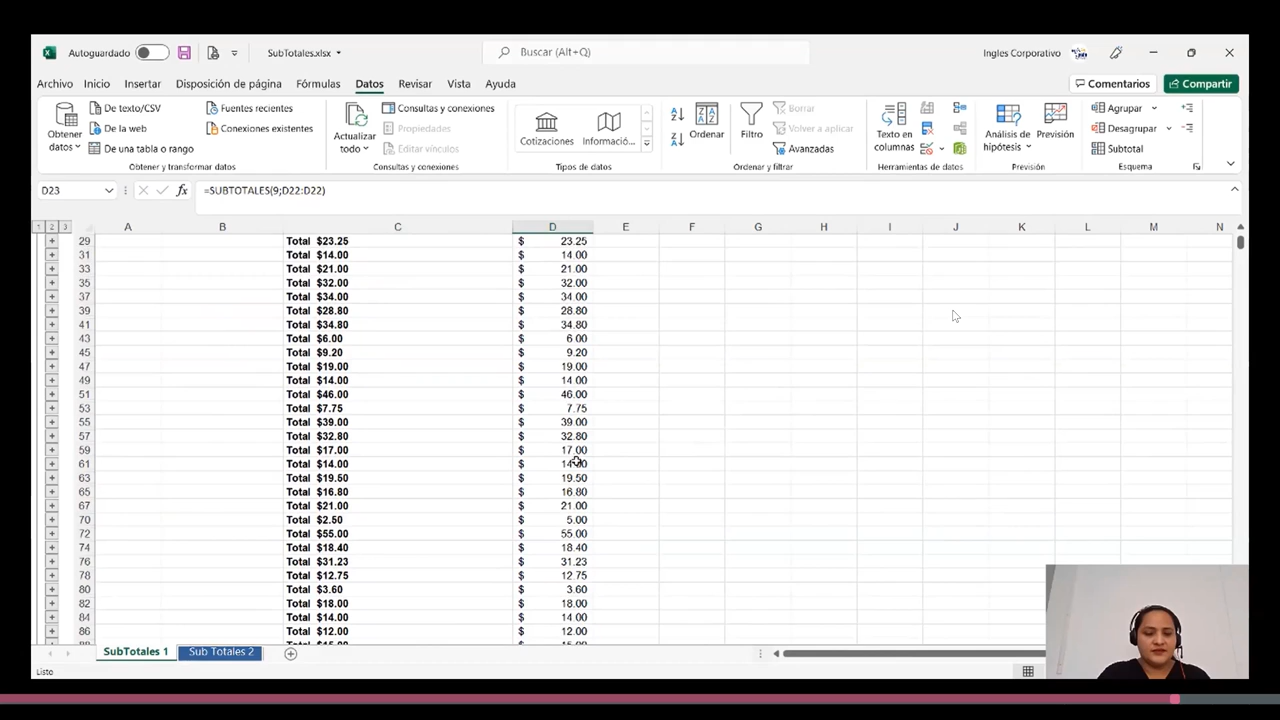 Autoguardado SubTotales.xlsx Buscar (Alt+Q) Ingles Corporativo
Archivo Inicio Insertar Disposición de página Fórmulas Datos Revisar Vista Ayuda Comentarios Compartir
Obtener datos
De texto/CSV
De la web
De una tabla o rango
Fuentes recientes
Conexiones existentes
Obtener y transformar datos
Actualizar todo
Consultas y conexiones
Propiedades
Editar vínculos
Consultas y conexiones
Cotizaciones Informació...
Tipos de datos
Ordenar
Filtro
Borrar
Volver a aplicar
Avanzadas
Ordenar y filtrar
Texto en columnas
Herramientas de datos
Análisis de hipótesis
Previsión
Previsión
Agrupar
Desagrupar
Subtotal
Esquema
D23 fx =SUBTOTALES(9;D22:D22)
1 2 3 A B C D E F G H I J K L M N
29 Total $23.25 $ 23.25
31 Total $14.00 $ 14.00
33 Total $21.00 $ 21.00
35 Total $32.00 $ 32.00
37 Total $34.00 $ 34.00
39 Total $28.80 $ 28.80
41 Total $34.80 $ 34.80
43 Total $6.00 $ 6.00
45 Total $9.20 $ 9.20
47 Total $19.00 $ 19.00
49 Total $14.00 $ 14.00
51 Total $46.00 $ 46.00
53 Total $7.75 $ 7.75
55 Total $39.00 $ 39.00
57 Total $32.80 $ 32.80
59 Total $17.00 $ 17.00
61 Total $14.00 $
63 Total $19.50 $ 19.50
65 Total $16.80 $ 16.80
67 Total $21.00 $ 21.00
70 Total $2.50 $ 5.00
72 Total $55.00 $ 55.00
74 Total $18.40 $ 18.40
76 Total $31.23 $ 31.23
78 Total $12.75 $ 12.75
80 Total $3.60 $ 3.60
82 Total $18.00 $ 18.00
84 Total $14.00 $ 14.00
86 Total $12.00 $ 12.00
SubTotales 1 Sub Totales 2
Listo